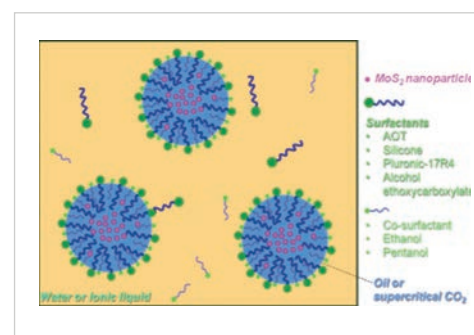 MoS2 nanoparticle
Surfactants
• AOT
• Silicone
• Pluronic-17R4
• Alcohol
ethoxycarboxylate
• Co-surfactant
• Ethanol
• Pentanol
Oil or
supercritical CO2
Water or Ionic liquid